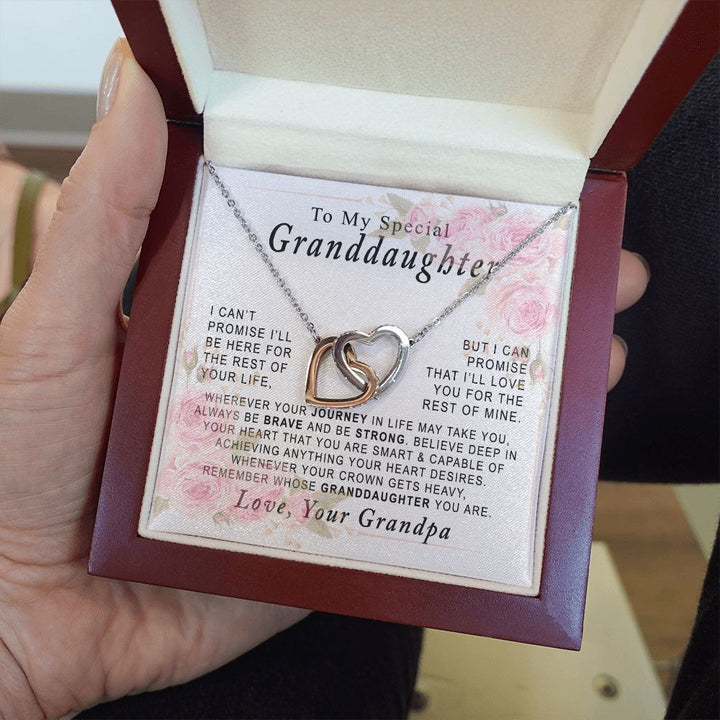 To My Special
Granddaughter
I CAN'T
PROMISE I'LL
BE HERE FOR
THE REST OF
YOUR LIFE,
BUT I CAN
PROMISE
THAT I'LL LOVE
YOU FOR THE
REST OF MINE.
WHEREVER YOUR JOURNEY IN LIFE MAY TAKE YOU,
ALWAYS BE BRAVE AND BE STRONG. BELIEVE DEEP IN
YOUR HEART THAT YOU ARE SMART & CAPABLE OF
ACHIEVING ANYTHING YOUR HEART DESIRES.
WHENEVER YOUR CROWN GETS HEAVY,
REMEMBER WHOSE GRANDDAUGHTER YOU ARE.
Love, Your Grandpa